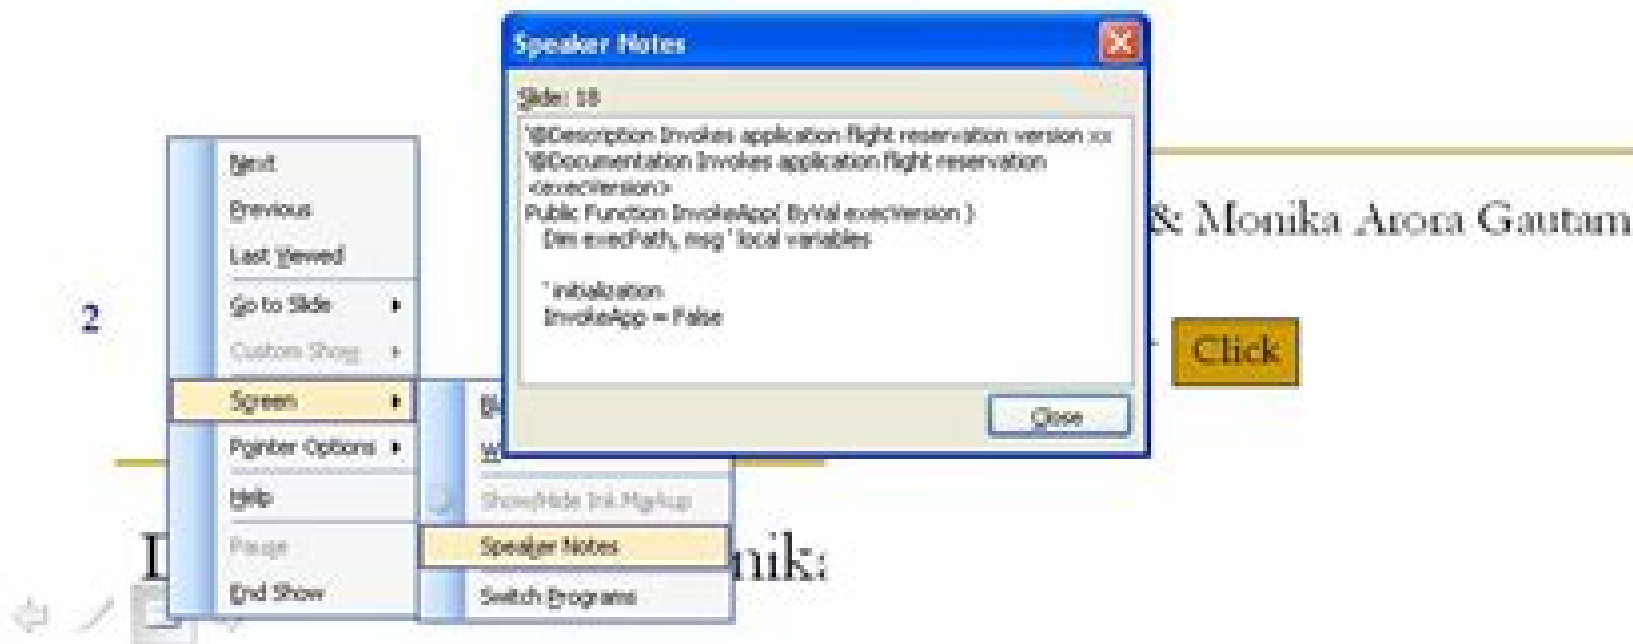 Speaker Notes
Slide: 18
'@Description Invokes application flight reservation version xx
'@Documentation Invokes application flight reservation
<execVersion>
Public Function InvokeApp( ByVal execVersion )
Dim execPath, msg ' local variables
' initialization
InvokeApp = False
Close
Next
Previous
Last Viewed
Go to Slide
Custom Show
Screen
Pointer Options
Help
Pause
End Show
Show/Hide Ink Markup
Speaker Notes
Switch Programs
2
& Monika Arora Gautam
Click